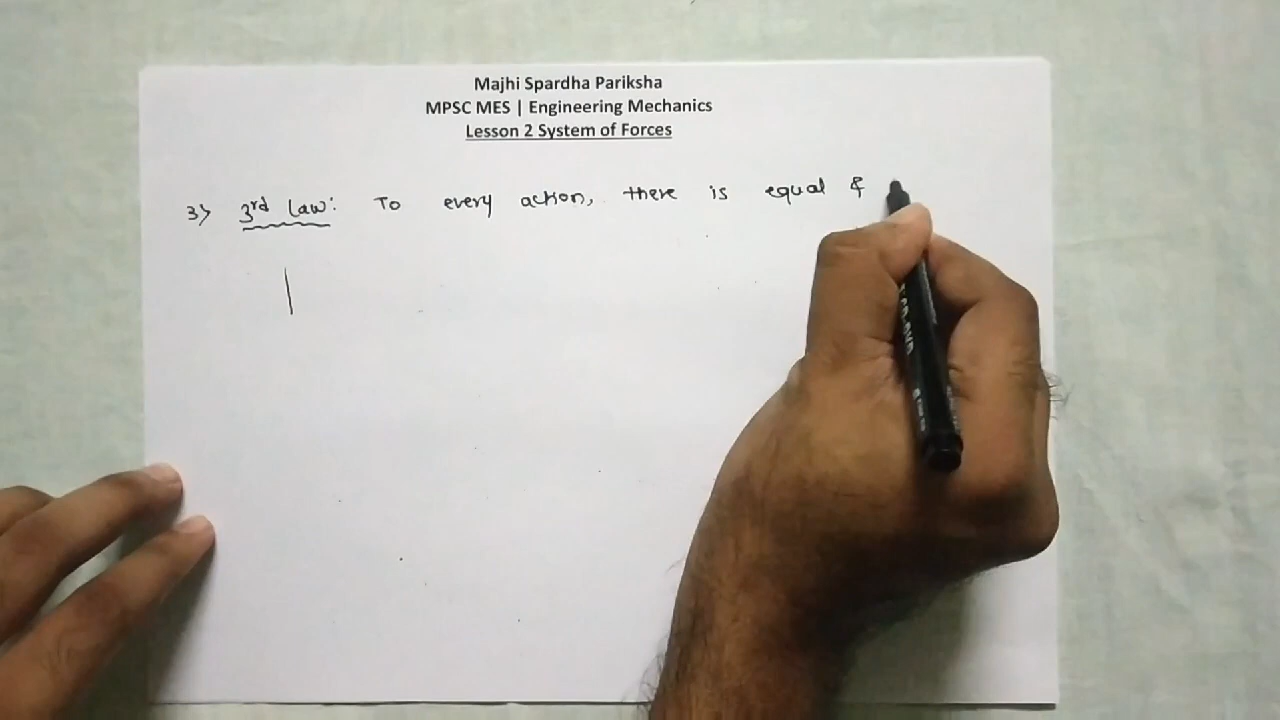 Majhi Spardha Pariksha
MPSC MES | Engineering Mechanics
Lesson 2 System of Forces
3) 3rd Law: To every action, there is equal &